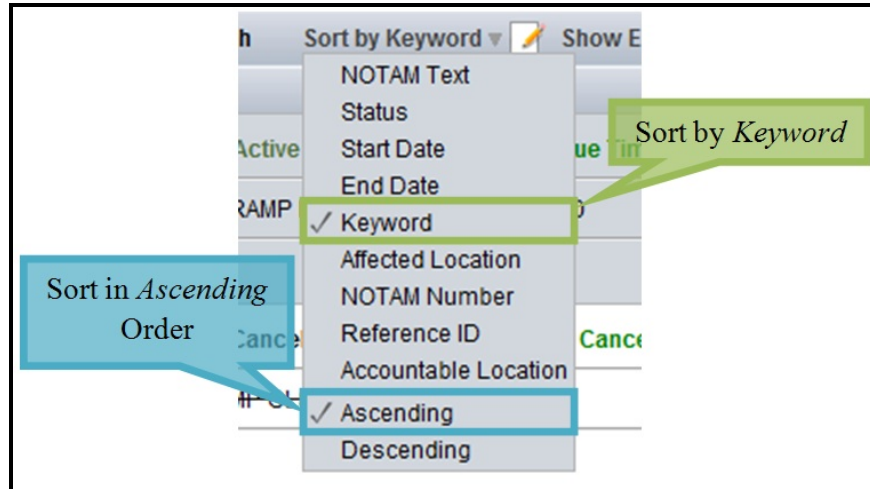 h Sort by Keyword Show E
NOTAM Text
Status
Active Start Date ue Tim
Sort by Keyword
End Date
RAMP Keyword
Affected Location
Sort in Ascending
Order
NOTAM Number
Reference ID
Cance Cance
Accountable Location
Ascending
Descending